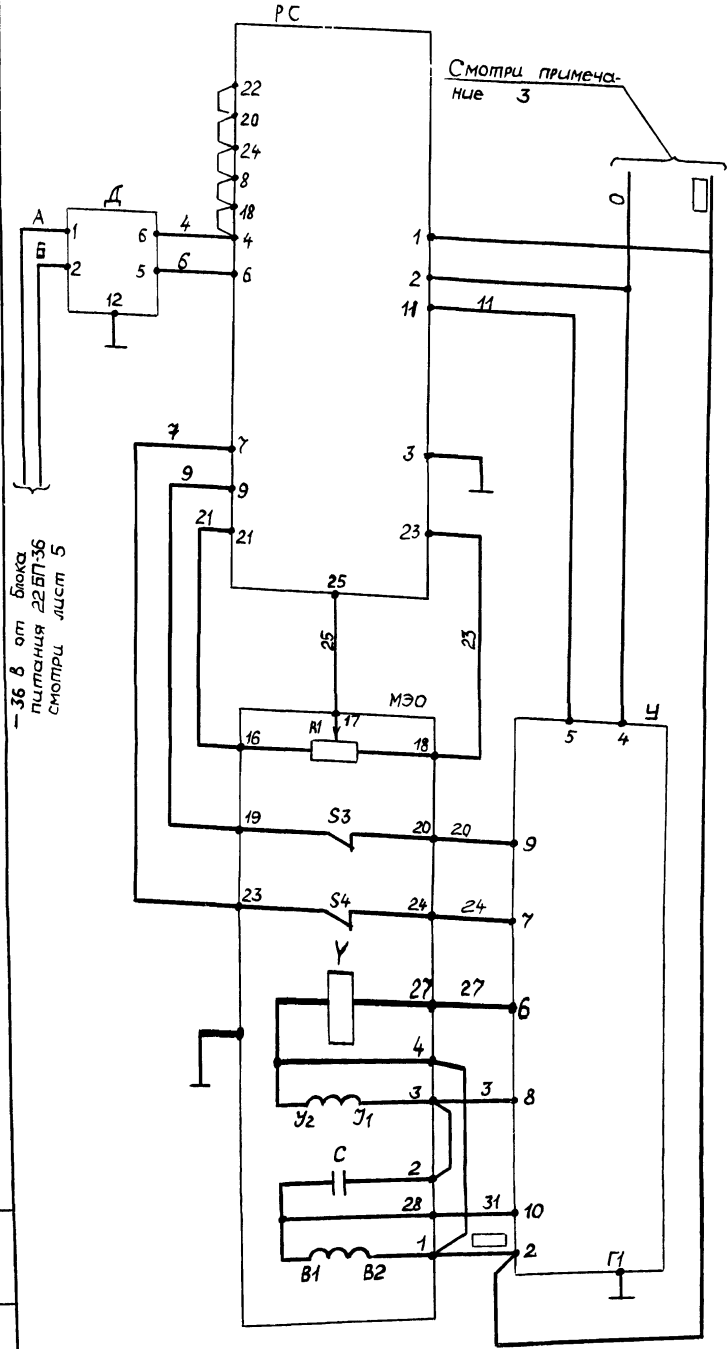 РС
Смотри примеча-
ние 3
22
20
24
8
18
4
6
Д
А
1
Б
2
6
4
5
6
12
О
1
2
11
11
7
7
9
9
21
21
3
23
25
25
23
– 36 В от блока
питания 22БП-36
смотри лист 5
МЭО
R1
17
16
18
У
5
4
19
S3
20
20
9
23
S4
24
24
7
Y
27
27
6
4
У2
У1
3
3
8
С
2
28
31
10
В1
В2
1
2
Г1